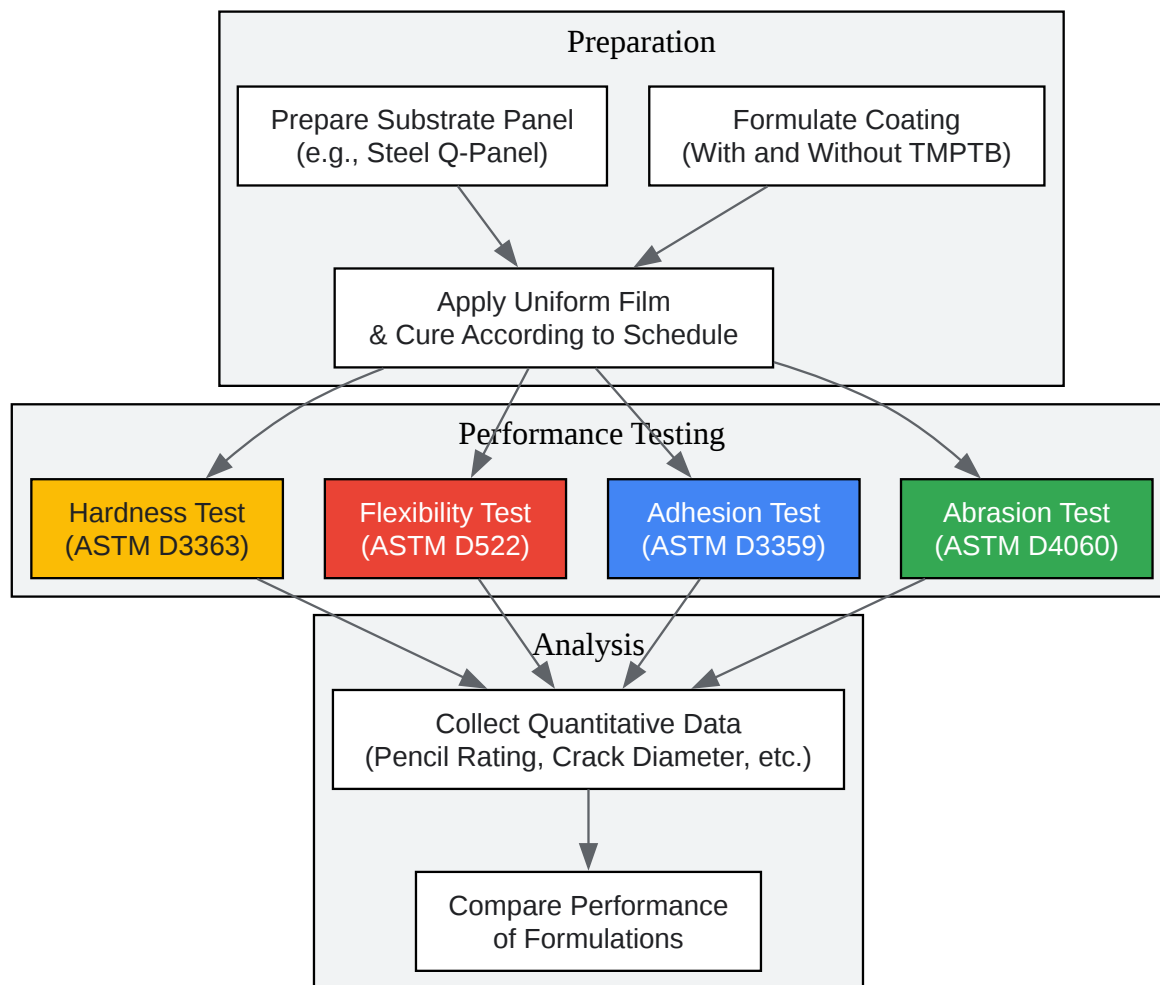 Preparation
Prepare Substrate Panel
(e.g., Steel Q-Panel)
Formulate Coating
(With and Without TMPTB)
Apply Uniform Film
& Cure According to Schedule
Performance Testing
Hardness Test
(ASTM D3363)
Flexibility Test
(ASTM D522)
Adhesion Test
(ASTM D3359)
Abrasion Test
(ASTM D4060)
Analysis
Collect Quantitative Data
(Pencil Rating, Crack Diameter, etc.)
Compare Performance
of Formulations